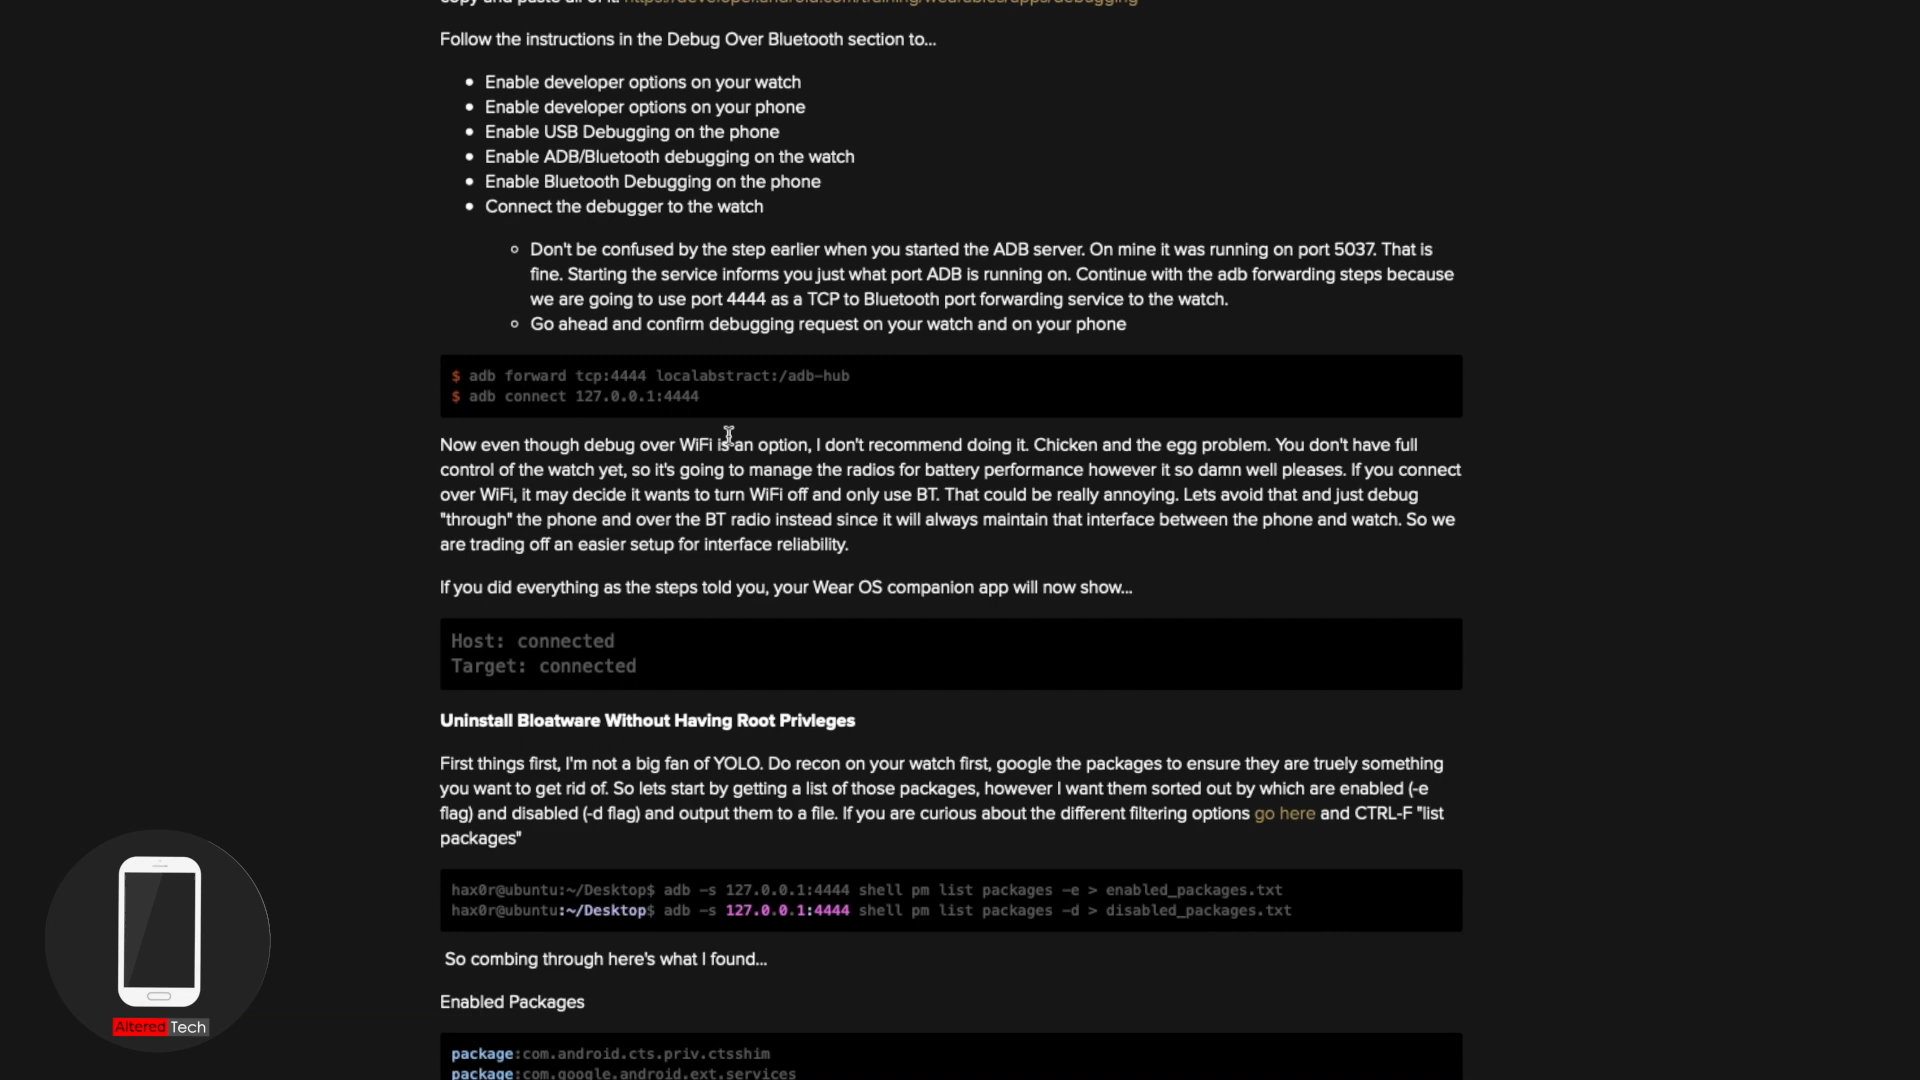 copy and paste all of it. https://developer.android.com/training/wearables/apps/debugging
Follow the instructions in the Debug Over Bluetooth section to...
• Enable developer options on your watch
• Enable developer options on your phone
• Enable USB Debugging on the phone
• Enable ADB/Bluetooth debugging on the watch
• Enable Bluetooth Debugging on the phone
• Connect the debugger to the watch
◦ Don't be confused by the step earlier when you started the ADB server. On mine it was running on port 5037. That is
fine. Starting the service informs you just what port ADB is running on. Continue with the adb forwarding steps because
we are going to use port 4444 as a TCP to Bluetooth port forwarding service to the watch.
◦ Go ahead and confirm debugging request on your watch and on your phone
$ adb forward tcp:4444 localabstract:/adb-hub
$ adb connect 127.0.0.1:4444
Now even though debug over WiFi is an option, I don't recommend doing it. Chicken and the egg problem. You don't have full
control of the watch yet, so it's going to manage the radios for battery performance however it so damn well pleases. If you connect
over WiFi, it may decide it wants to turn WiFi off and only use BT. That could be really annoying. Lets avoid that and just debug
"through" the phone and over the BT radio instead since it will always maintain that interface between the phone and watch. So we
are trading off an easier setup for interface reliability.
If you did everything as the steps told you, your Wear OS companion app will now show...
Host: connected
Target: connected
Uninstall Bloatware Without Having Root Privleges
First things first, I'm not a big fan of YOLO. Do recon on your watch first, google the packages to ensure they are truely something
you want to get rid of. So lets start by getting a list of those packages, however I want them sorted out by which are enabled (-e
flag) and disabled (-d flag) and output them to a file. If you are curious about the different filtering options go here and CTRL-F "list
packages"
hax0r@ubuntu:~/Desktop$ adb -s 127.0.0.1:4444 shell pm list packages -e > enabled_packages.txt
hax0r@ubuntu:~/Desktop$ adb -s 127.0.0.1:4444 shell pm list packages -d > disabled_packages.txt
So combing through here's what I found...
Enabled Packages
package:com.android.cts.priv.ctsshim
package:com.google.android.ext.services
Altered Tech